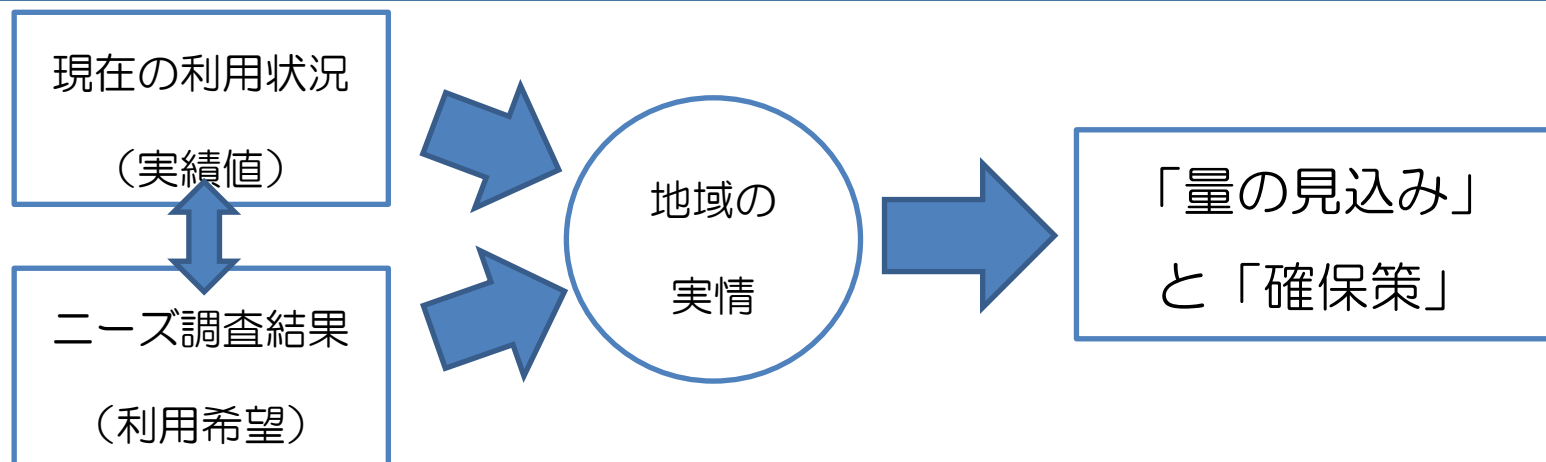 現在の利用状況
（実績値）
ニーズ調査結果
（利用希望）
地域の
実情
「量の見込み」
と「確保策」